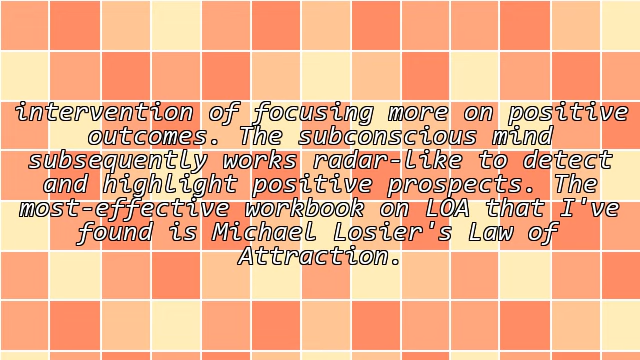 intervention of focusing more on positive
outcomes. The subconscious mind
subsequently works radar-like to detect
and highlight positive prospects. The
most-effective workbook on LOA that I've
found is Michael Losier's Law of
Attraction.